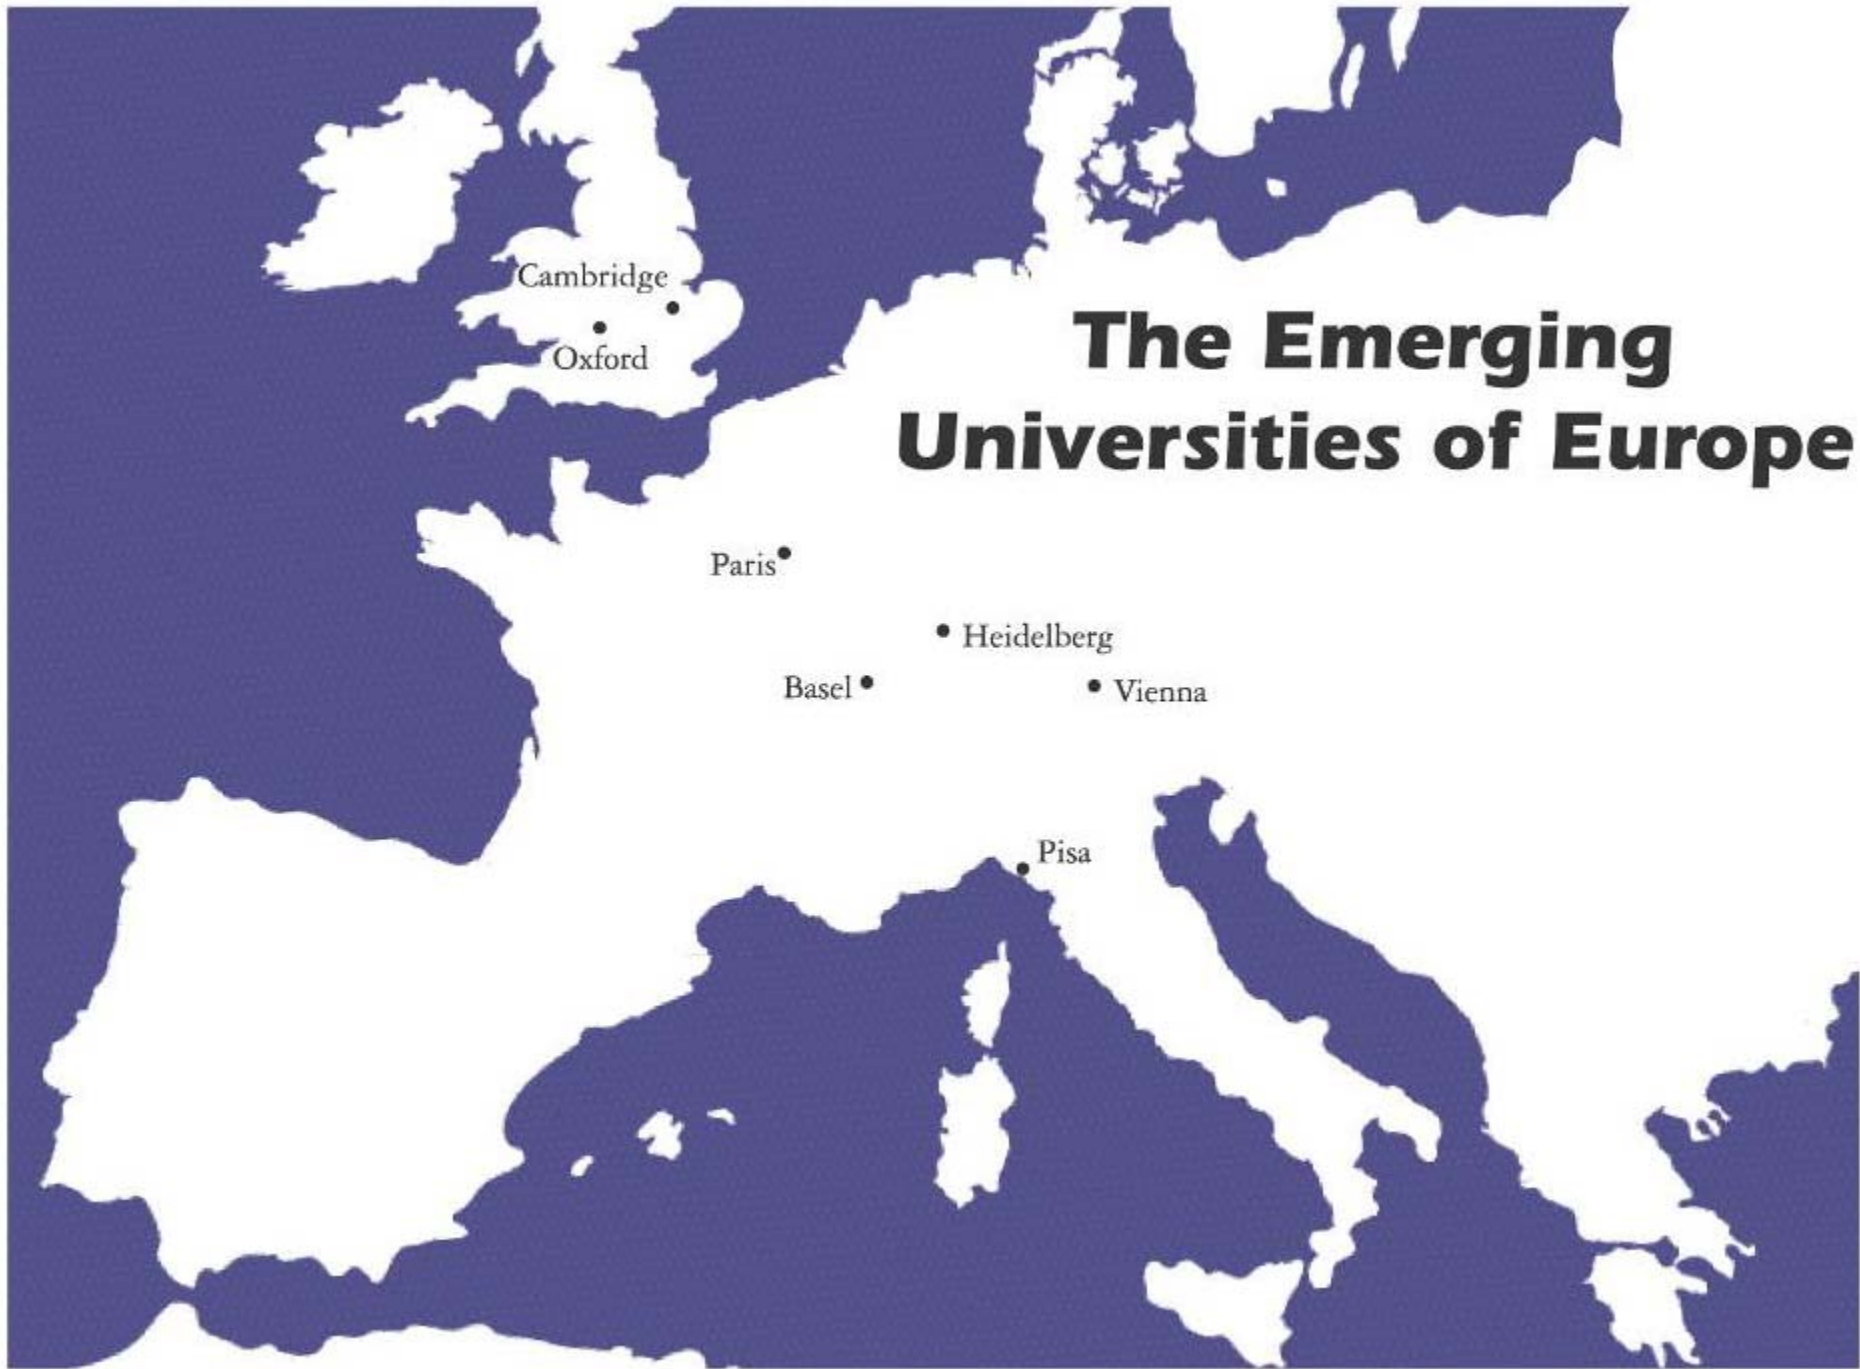 Cambridge
Oxford
The Emerging
Universities of Europe
Paris
Heidelberg
Basel
Vienna
Pisa